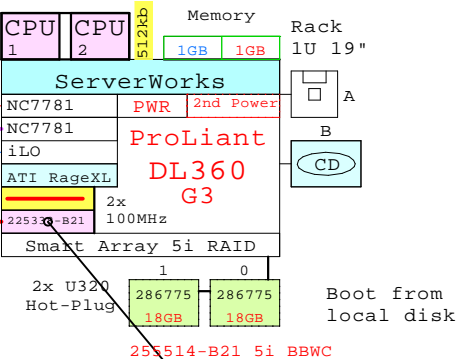 CPU
1
CPU
2
512kb
Memory
1GB
1GB
Rack
1U 19"
ServerWorks
A
NC7781
PWR
2nd Power
NC7781
ProLiant
DL360
G3
B
iLO
CD
ATI RageXL
2x
100MHz
Smart Array 5i RAID
1
0
2x U320
Hot-Plug
286775
18GB
286775
18GB
Boot from
local disk
255514-B21 5i BBWC